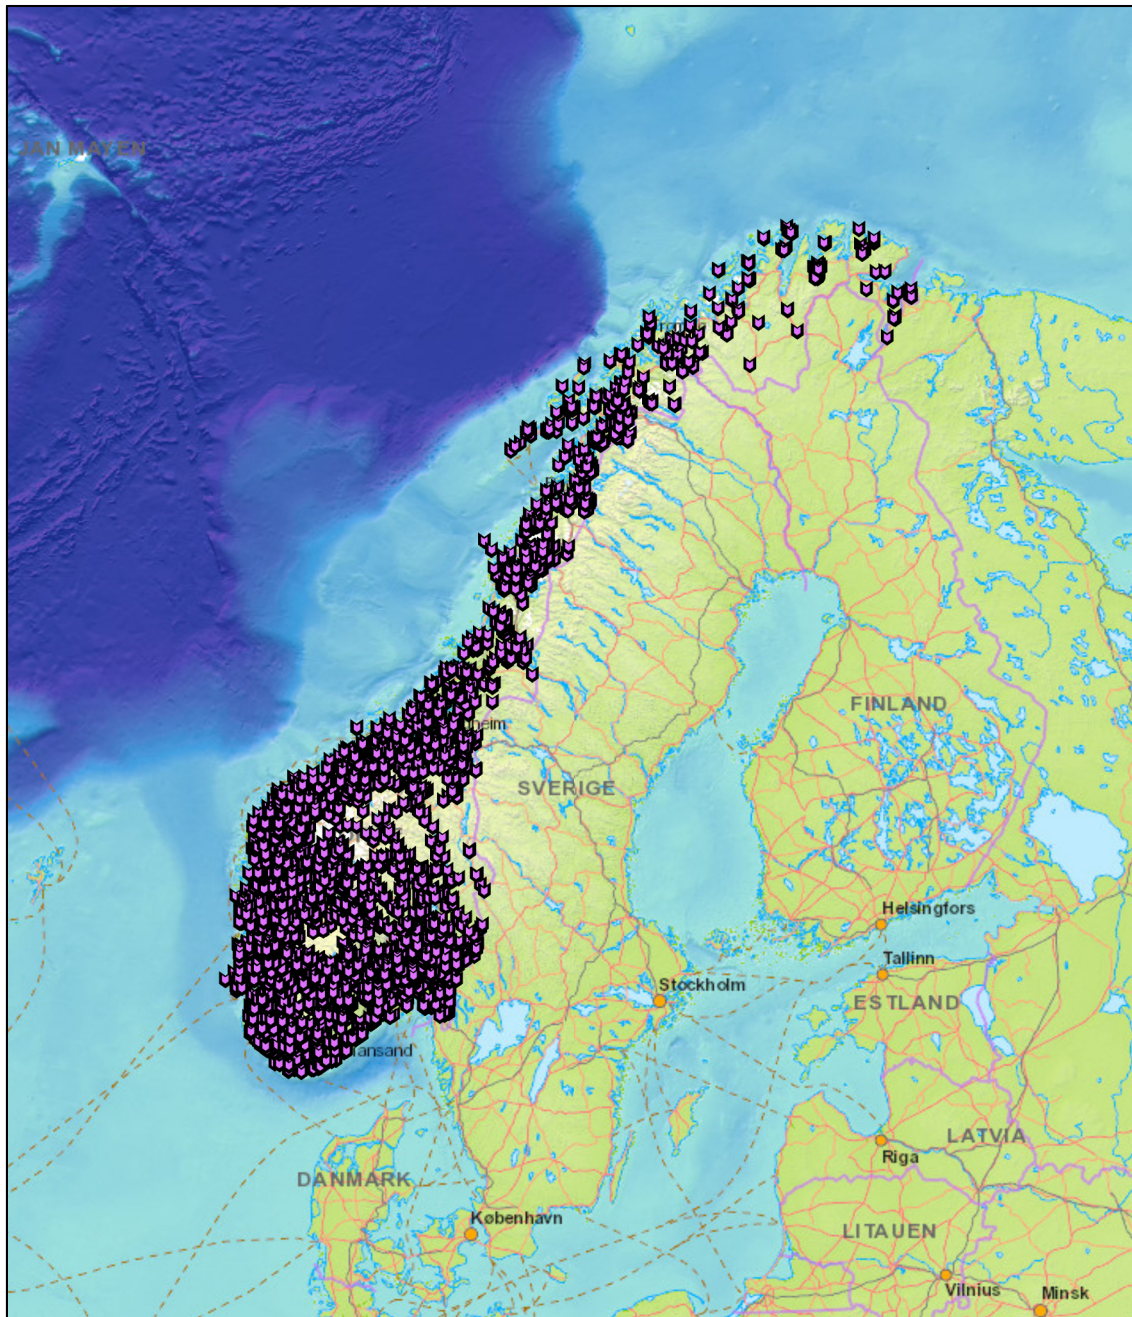 JAN MAYEN
FINLAND
SVERIGE
Helsingfors
Tallinn
Stockholm
ESTLAND
LATVIA
Riga
DANMARK
København
LITAUEN
Vilnius
Minsk